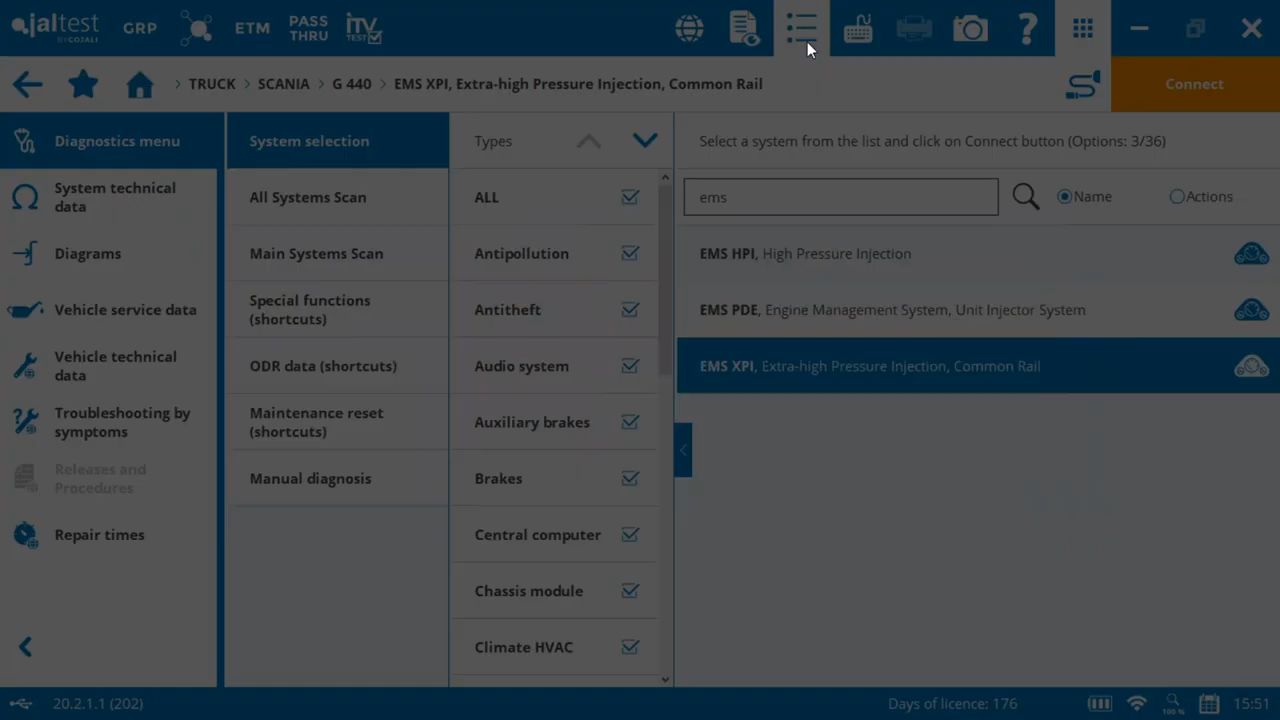 jaltest
BY COJALI
GRP
ETM
PASS
THRU
iTV
TEST
?
TRUCK > SCANIA > G 440 > EMS XPI, Extra-high Pressure Injection, Common Rail
Connect
Diagnostics menu
System technical
data
Diagrams
Vehicle service data
Vehicle technical
data
Troubleshooting by
symptoms
Releases and
Procedures
Repair times
System selection
All Systems Scan
Main Systems Scan
Special functions
(shortcuts)
ODR data (shortcuts)
Maintenance reset
(shortcuts)
Manual diagnosis
Types
ALL
Antipollution
Antitheft
Audio system
Auxiliary brakes
Brakes
Central computer
Chassis module
Climate HVAC
Select a system from the list and click on Connect button (Options: 3/36)
ems
Name
Actions
EMS HPI, High Pressure Injection
EMS PDE, Engine Management System, Unit Injector System
EMS XPI, Extra-high Pressure Injection, Common Rail
20.2.1.1 (202)
Days of licence: 176
100 %
15:51